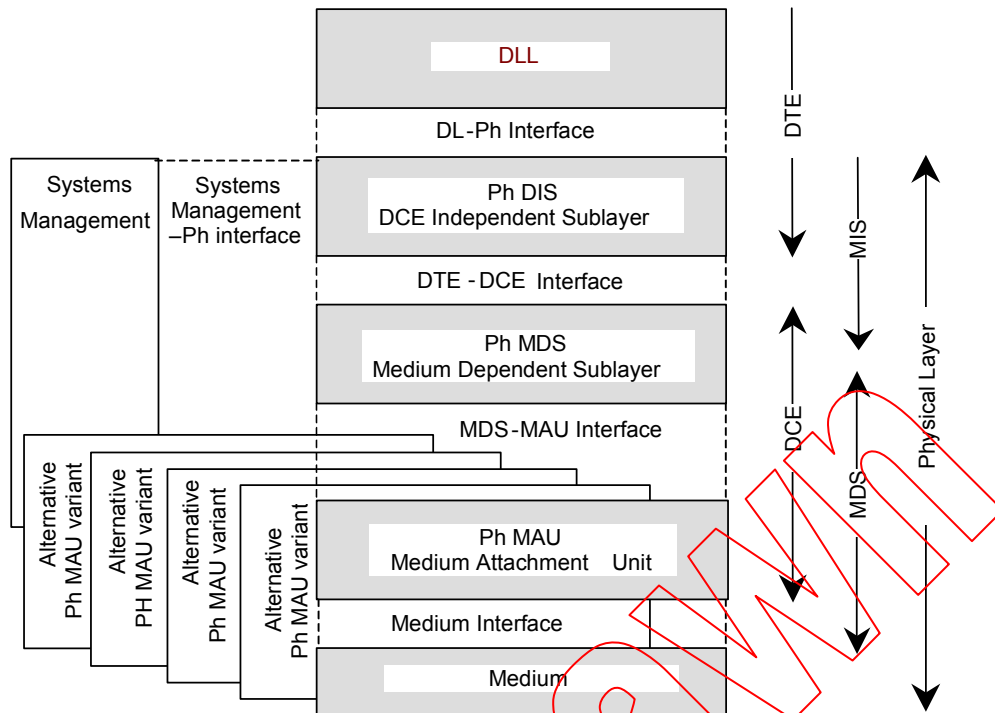 DLL
DL-Ph Interface
DTE
Systems
Management
Systems
Management
–Ph interface
Ph DIS
DCE Independent Sublayer
MIS
DTE - DCE Interface
Ph MDS
Medium Dependent Sublayer
Physical Layer
MDS-MAU Interface
DCE
MDS
Alternative
Ph MAU variant
Alternative
PH MAU variant
Alternative
Ph MAU variant
Alternative
Ph MAU variant
Ph MAU
Medium Attachment Unit
Medium Interface
Medium